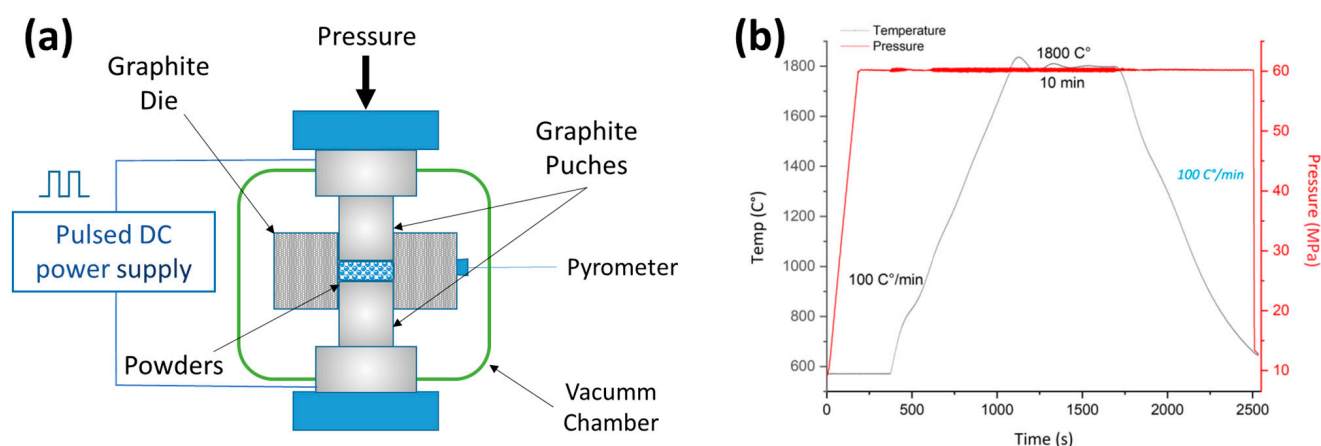 (a)
Pressure
Graphite
Die
Graphite
Puches
Pulsed DC
power supply
Pyrometer
Powders
Vacumm
Chamber
(b)
Temperature
Pressure
1800 C°
10 min
100 C°/min
100 C°/min
Temp (C°)
1800
1600
1400
1200
1000
800
600
0
500
1000
1500
2000
2500
Time (s)
60
50
40
30
20
10
Pressure (MPa)